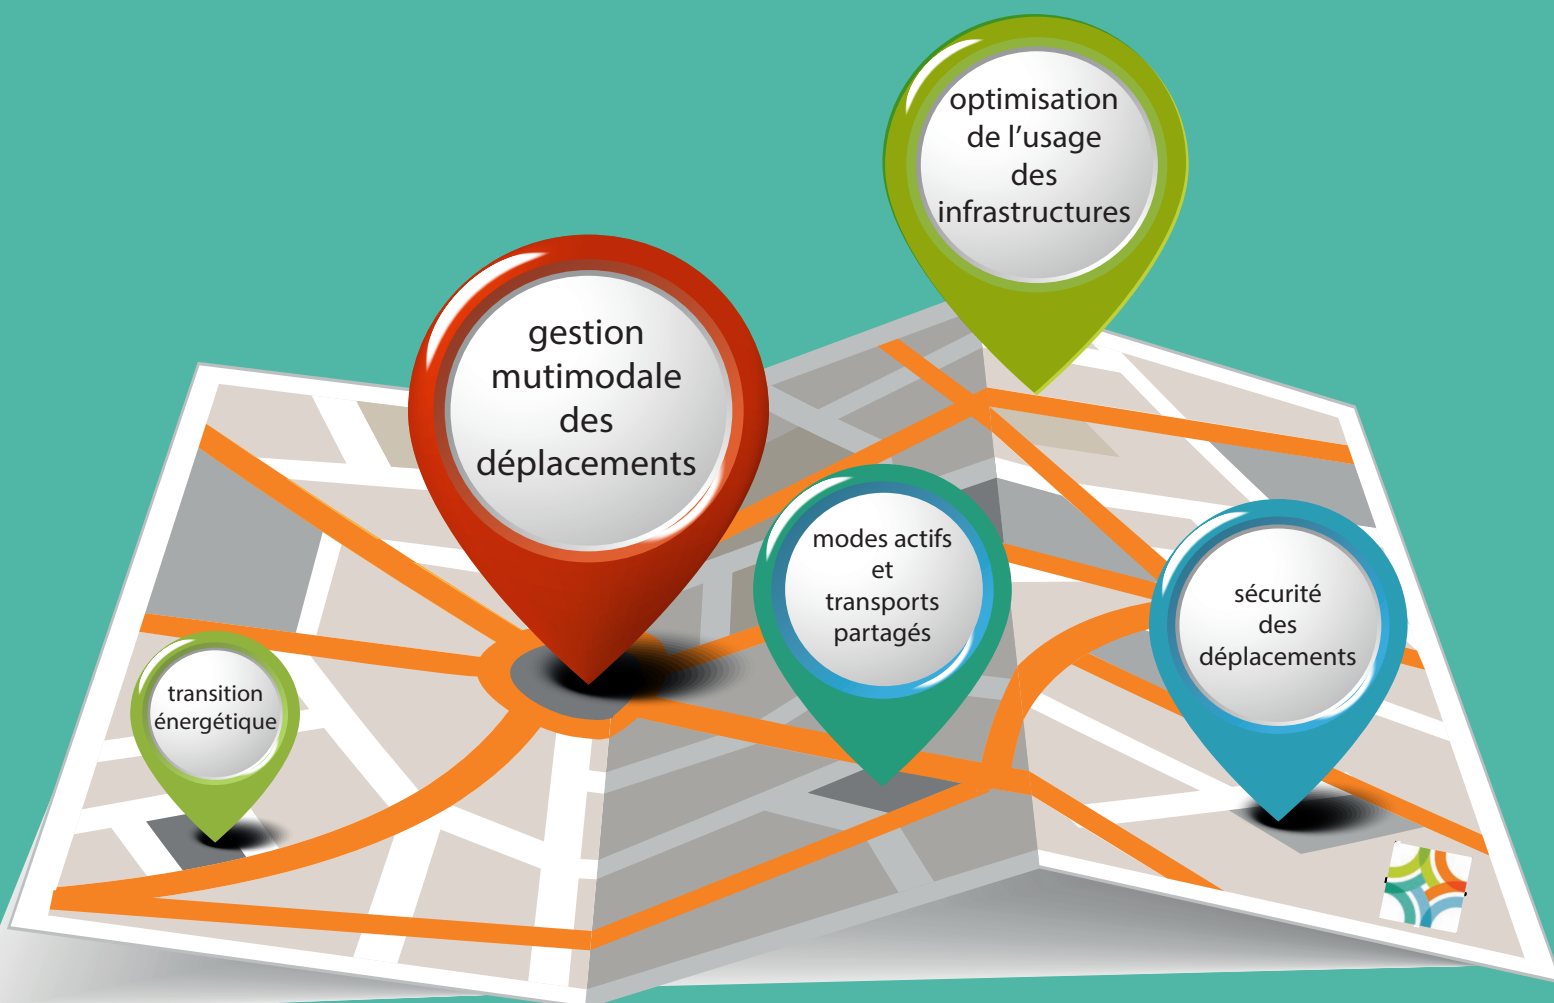 optimisation
de l'usage
des
infrastructures
gestion
mutimodale
des
déplacements
modes actifs
et
transports
partagés
sécurité
des
déplacements
transition
énergétique